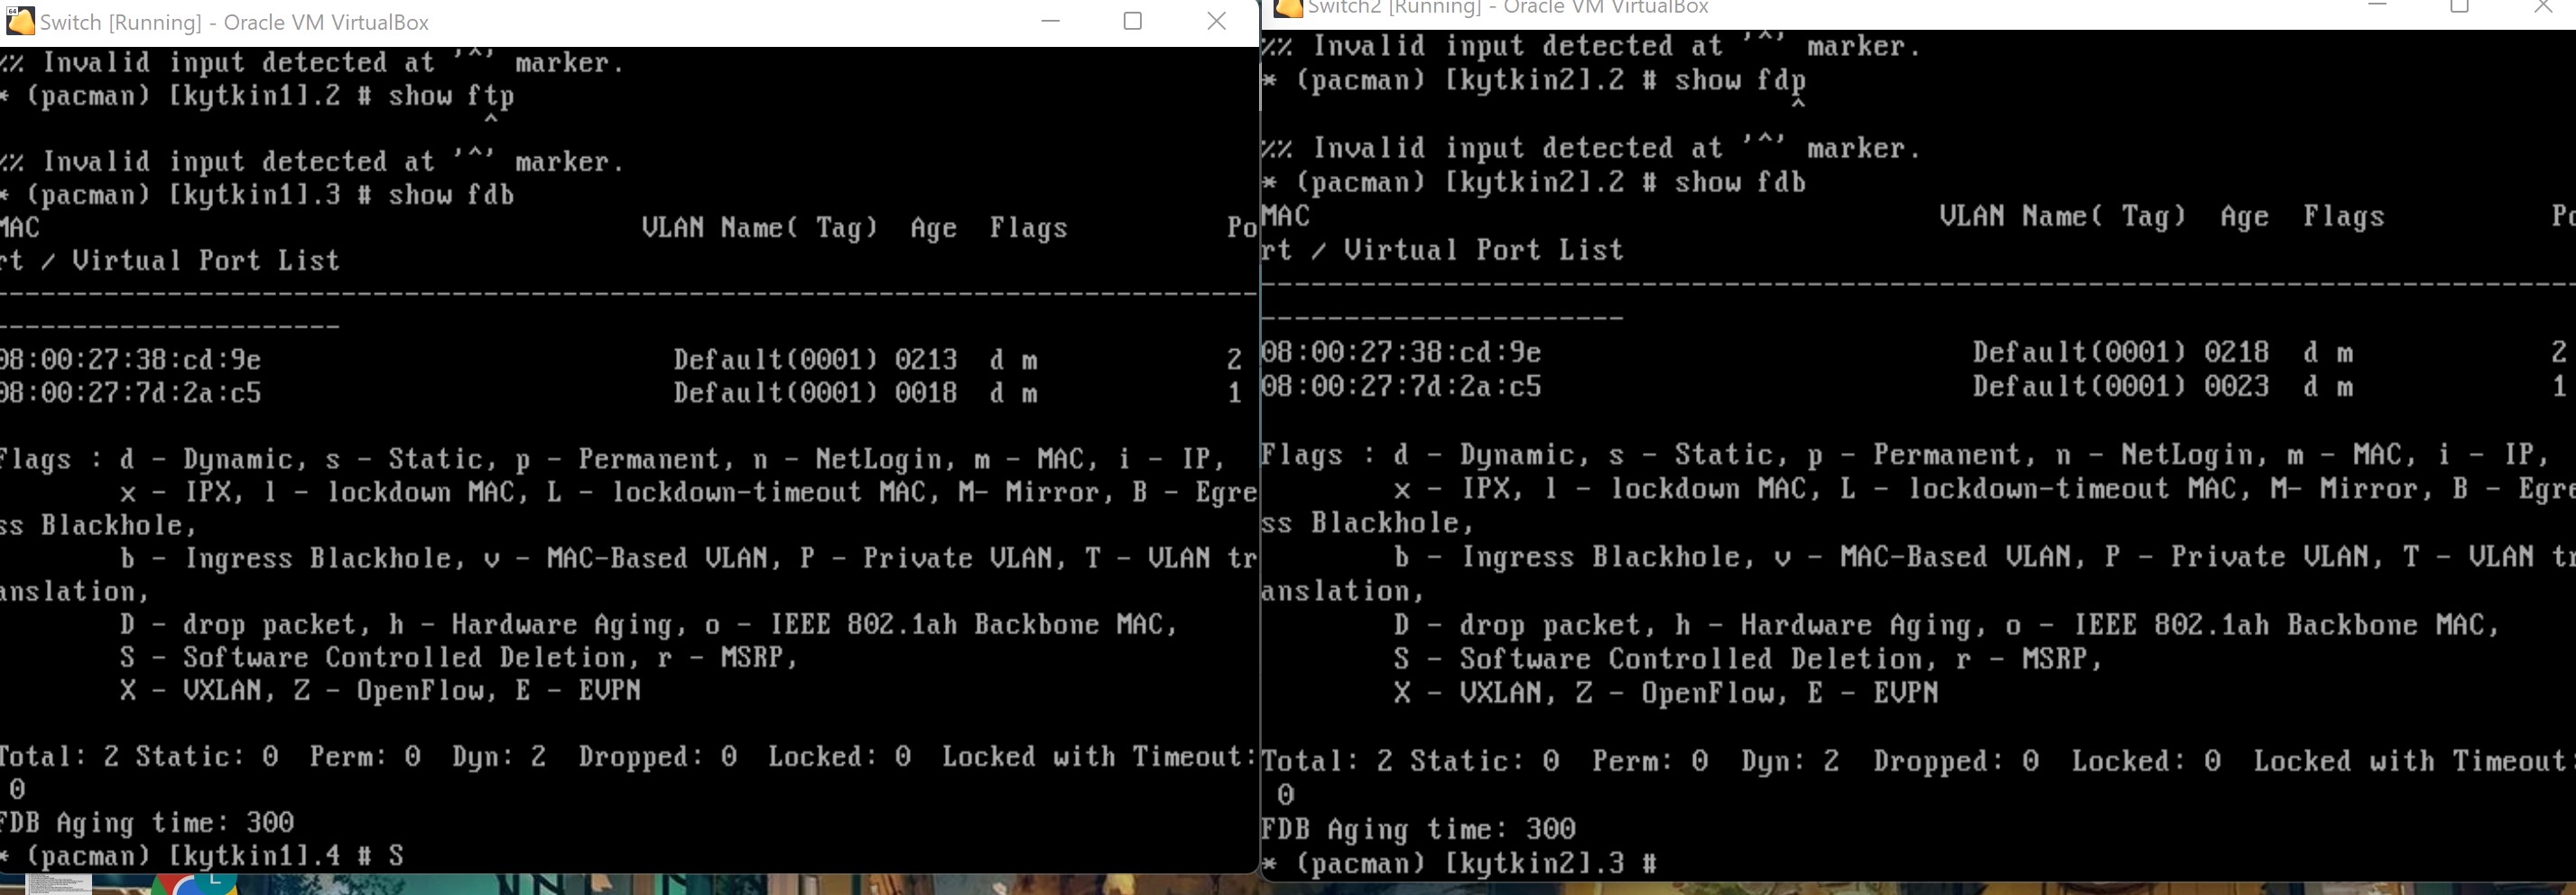 Switch [Running] - Oracle VM VirtualBox
%% Invalid input detected at '^' marker.
* (pacman) [kytkin1].2 # show ftp
^
%% Invalid input detected at '^' marker.
* (pacman) [kytkin1].3 # show fdb
MAC VLAN Name( Tag) Age Flags Po
rt / Virtual Port List
--------------------------------------------------------------------------------
---------------------
08:00:27:38:cd:9e Default(0001) 0213 d m 2
08:00:27:7d:2a:c5 Default(0001) 0018 d m 1
Flags : d - Dynamic, s - Static, p - Permanent, n - NetLogin, m - MAC, i - IP,
x - IPX, l - lockdown MAC, L - lockdown-timeout MAC, M- Mirror, B - Egre
ss Blackhole,
b - Ingress Blackhole, v - MAC-Based VLAN, P - Private VLAN, T - VLAN tr
anslation,
D - drop packet, h - Hardware Aging, o - IEEE 802.1ah Backbone MAC,
S - Software Controlled Deletion, r - MSRP,
X - VXLAN, Z - OpenFlow, E - EVPN
Total: 2 Static: 0 Perm: 0 Dyn: 2 Dropped: 0 Locked: 0 Locked with Timeout:
0
FDB Aging time: 300
* (pacman) [kytkin1].4 # S
Switch2 [Running] - Oracle VM VirtualBox
%% Invalid input detected at '^' marker.
* (pacman) [kytkin2].2 # show fdp
^
%% Invalid input detected at '^' marker.
* (pacman) [kytkin2].2 # show fdb
MAC VLAN Name( Tag) Age Flags Po
rt / Virtual Port List
--------------------------------------------------------------------------------
---------------------
08:00:27:38:cd:9e Default(0001) 0218 d m 2
08:00:27:7d:2a:c5 Default(0001) 0023 d m 1
Flags : d - Dynamic, s - Static, p - Permanent, n - NetLogin, m - MAC, i - IP,
x - IPX, l - lockdown MAC, L - lockdown-timeout MAC, M- Mirror, B - Egre
ss Blackhole,
b - Ingress Blackhole, v - MAC-Based VLAN, P - Private VLAN, T - VLAN tr
anslation,
D - drop packet, h - Hardware Aging, o - IEEE 802.1ah Backbone MAC,
S - Software Controlled Deletion, r - MSRP,
X - VXLAN, Z - OpenFlow, E - EVPN
Total: 2 Static: 0 Perm: 0 Dyn: 2 Dropped: 0 Locked: 0 Locked with Timeout:
0
FDB Aging time: 300
* (pacman) [kytkin2].3 #